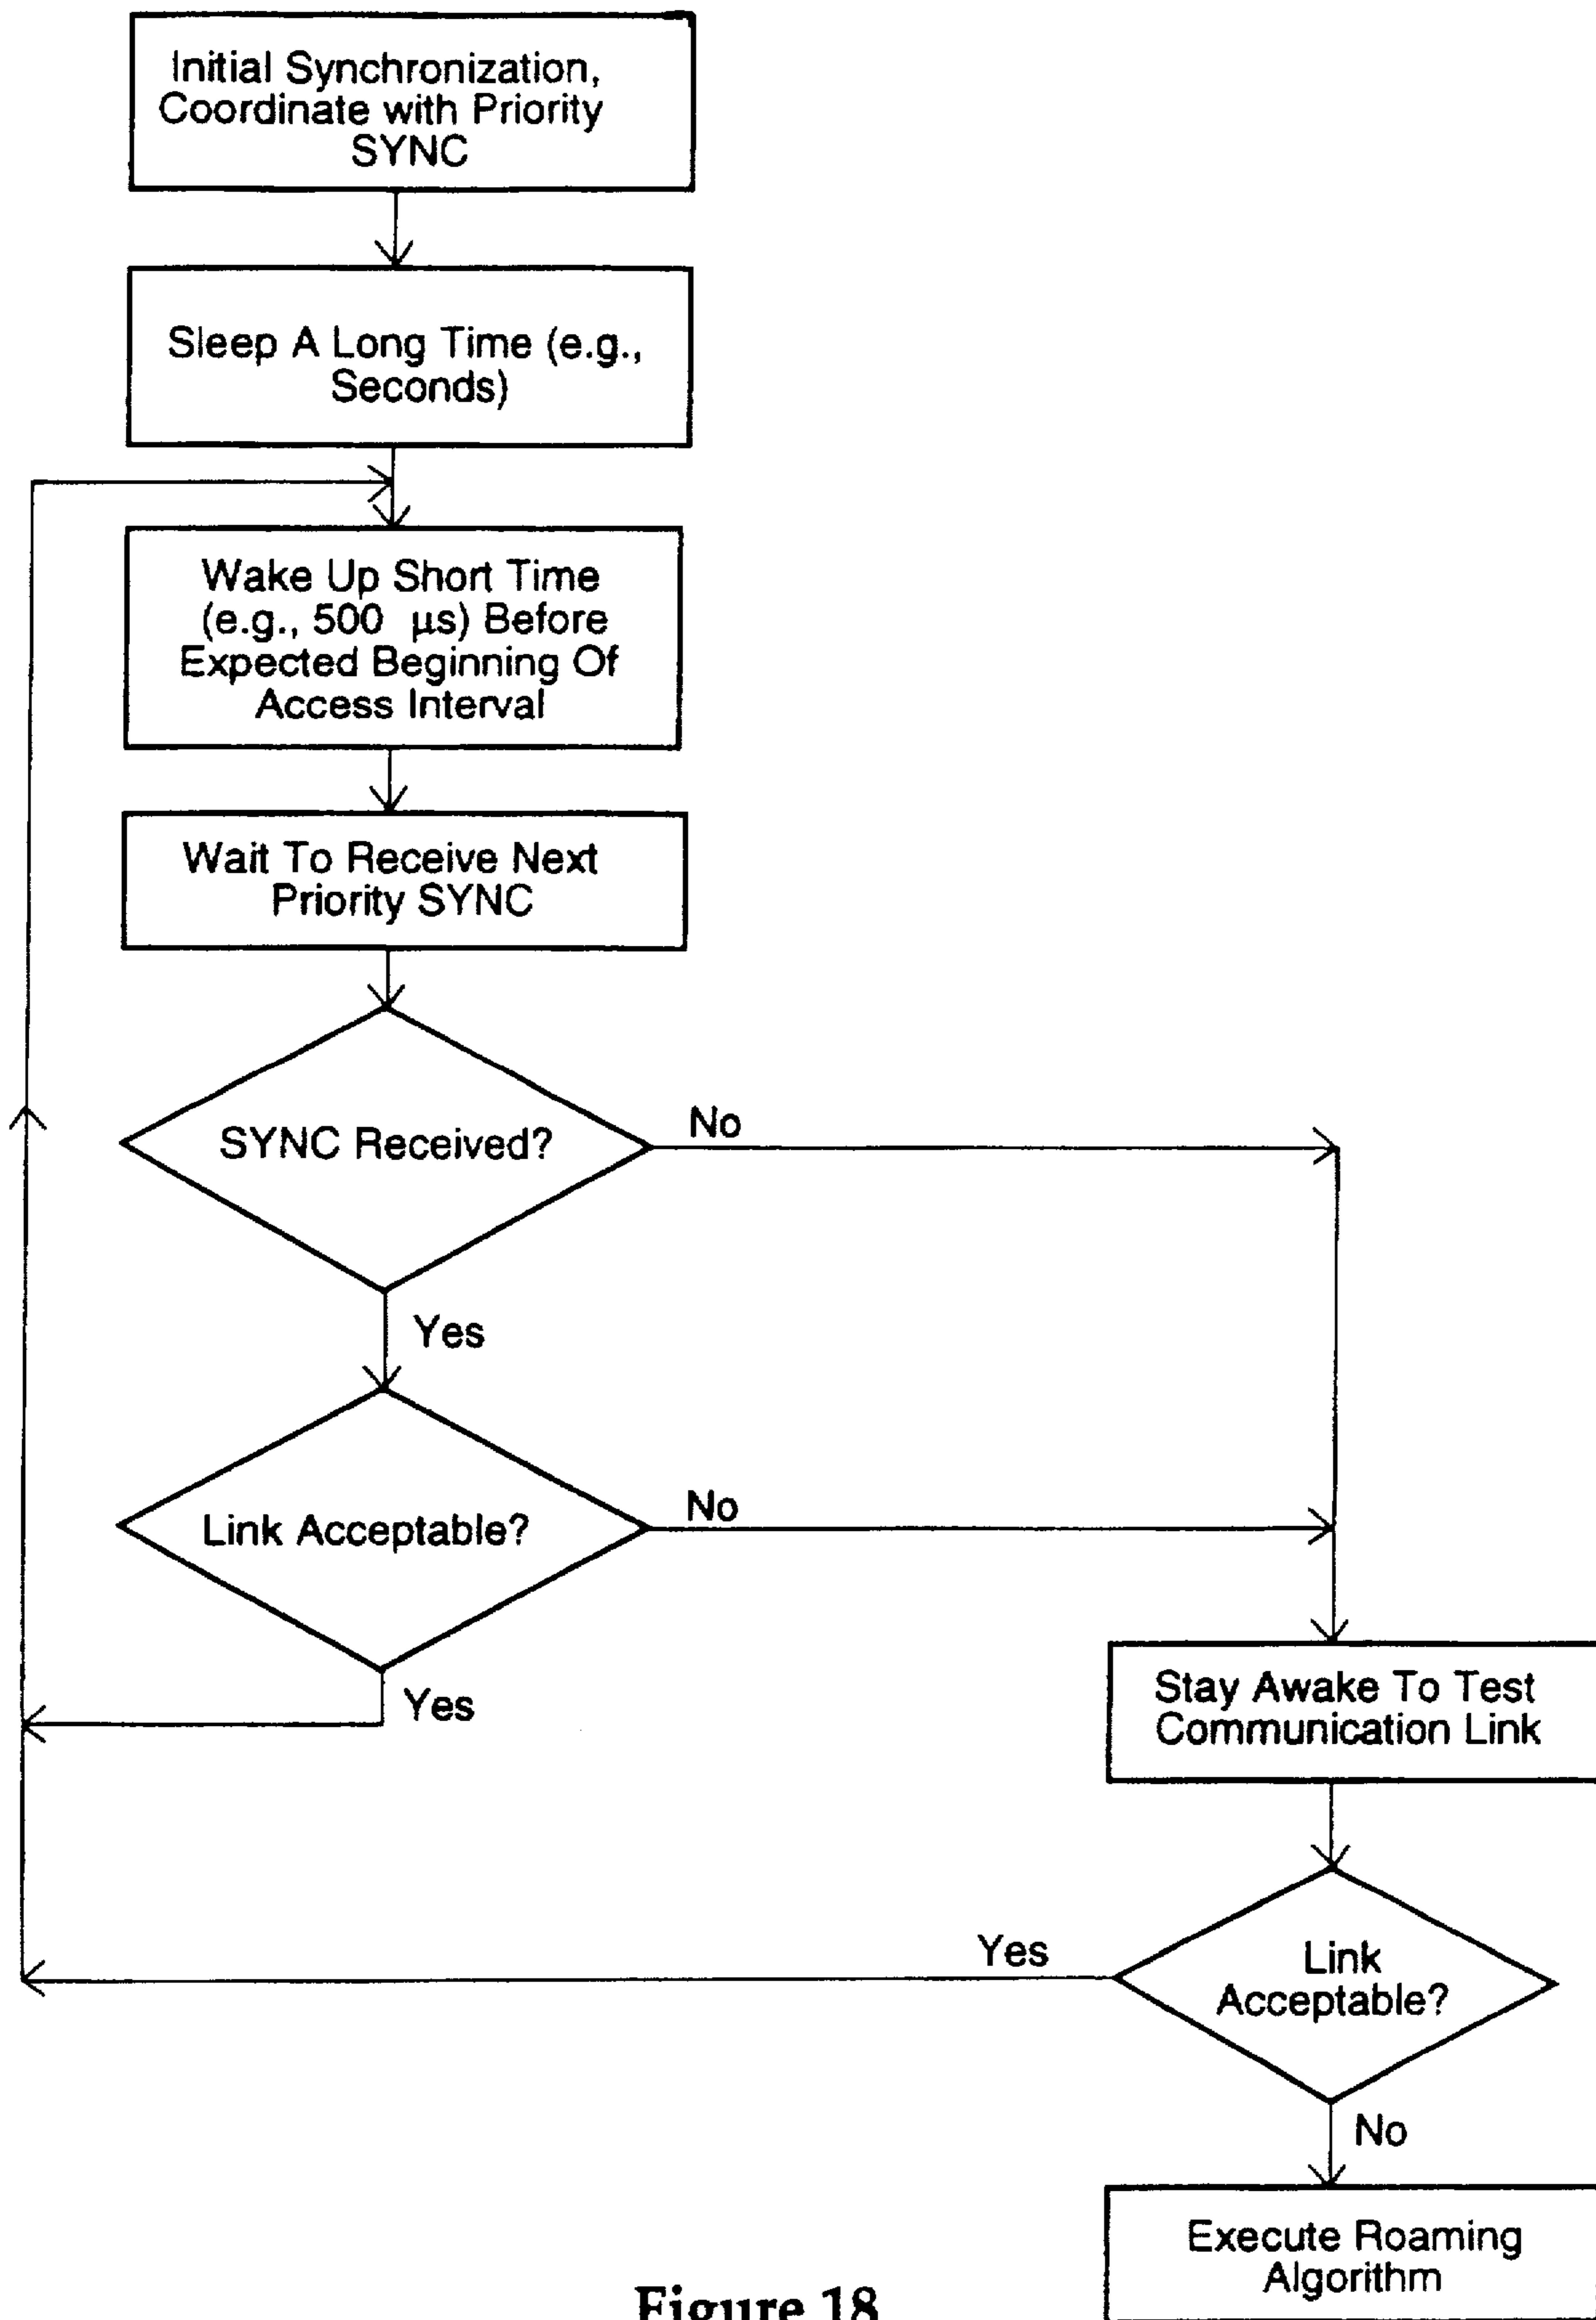 Initial Synchronization,
Coordinate with Priority
SYNC
Sleep A Long Time (e.g.,
Seconds)
Wake Up Short Time
(e.g., 500 µs) Before
Expected Beginning Of
Access Interval
Wait To Receive Next
Priority SYNC
SYNC Received?
No
Yes
Link Acceptable?
No
Yes
Stay Awake To Test
Communication Link
Link
Acceptable?
Yes
No
Execute Roaming
Algorithm
Figure 18